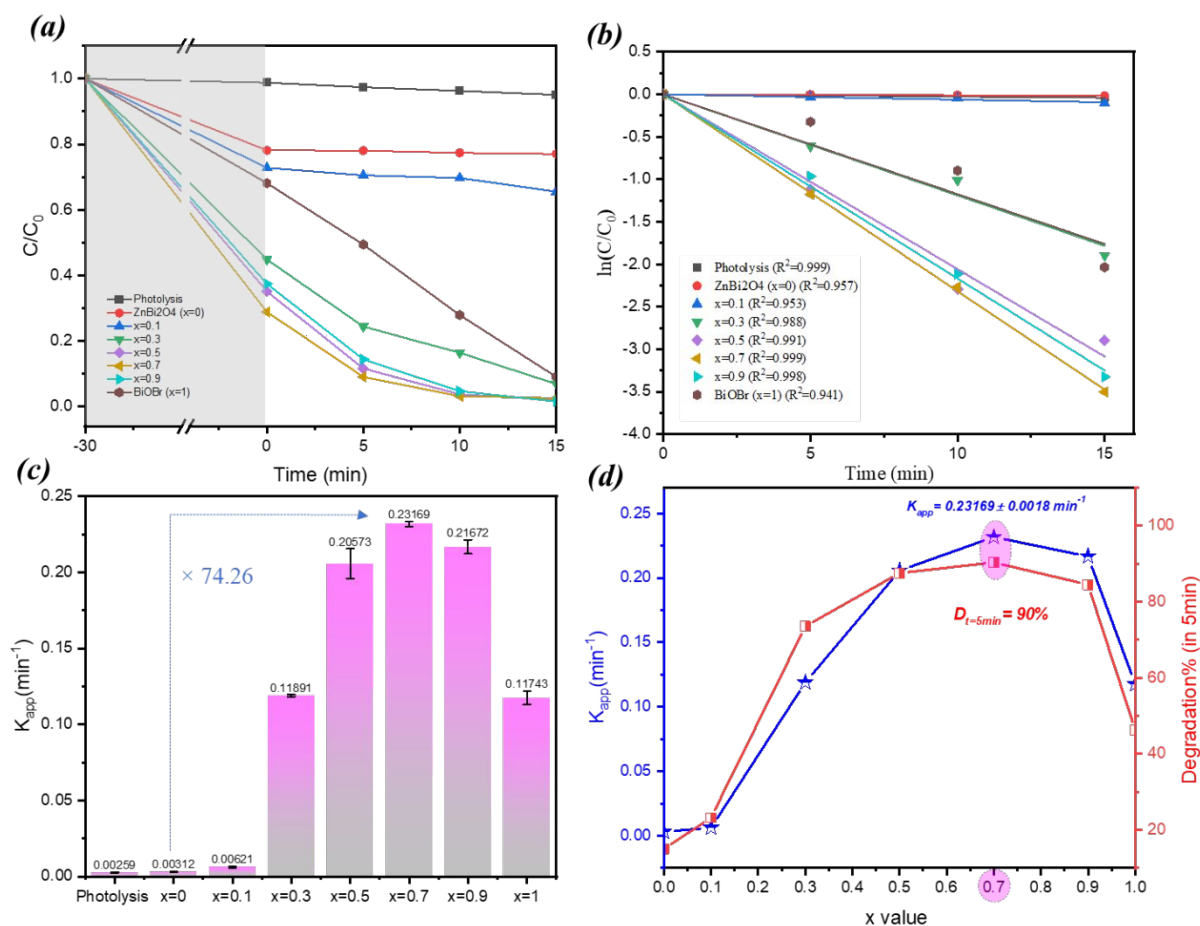 (a)
C/C0
1.0
0.8
0.6
0.4
0.2
0.0
Photolysis
ZnBi2O4 (x=0)
x=0.1
x=0.3
x=0.5
x=0.7
x=0.9
BiOBr (x=1)
-30 0 5 10 15
Time (min)
(b)
ln(C/C0)
0.5
0.0
-0.5
-1.0
-1.5
-2.0
-2.5
-3.0
-3.5
-4.0
Photolysis (R²=0.999)
ZnBi2O4 (x=0) (R²=0.957)
x=0.1 (R²=0.953)
x=0.3 (R²=0.988)
x=0.5 (R²=0.991)
x=0.7 (R²=0.999)
x=0.9 (R²=0.998)
BiOBr (x=1) (R²=0.941)
0 5 10 15
Time (min)
(c)
Kapp(min⁻¹)
0.25
0.20
0.15
0.10
0.05
0.00
× 74.26
0.00259
0.00312
0.00621
0.11891
0.20573
0.23169
0.21672
0.11743
Photolysis x=0 x=0.1 x=0.3 x=0.5 x=0.7 x=0.9 x=1
(d)
Kapp(min⁻¹)
0.25
0.20
0.15
0.10
0.05
0.00
Kapp= 0.23169 ± 0.0018 min⁻¹
Dt=5min = 90%
100
80
60
40
20
Degradation% (in 5min)
0.0 0.1 0.2 0.3 0.4 0.5 0.6 0.7 0.8 0.9 1.0
x value